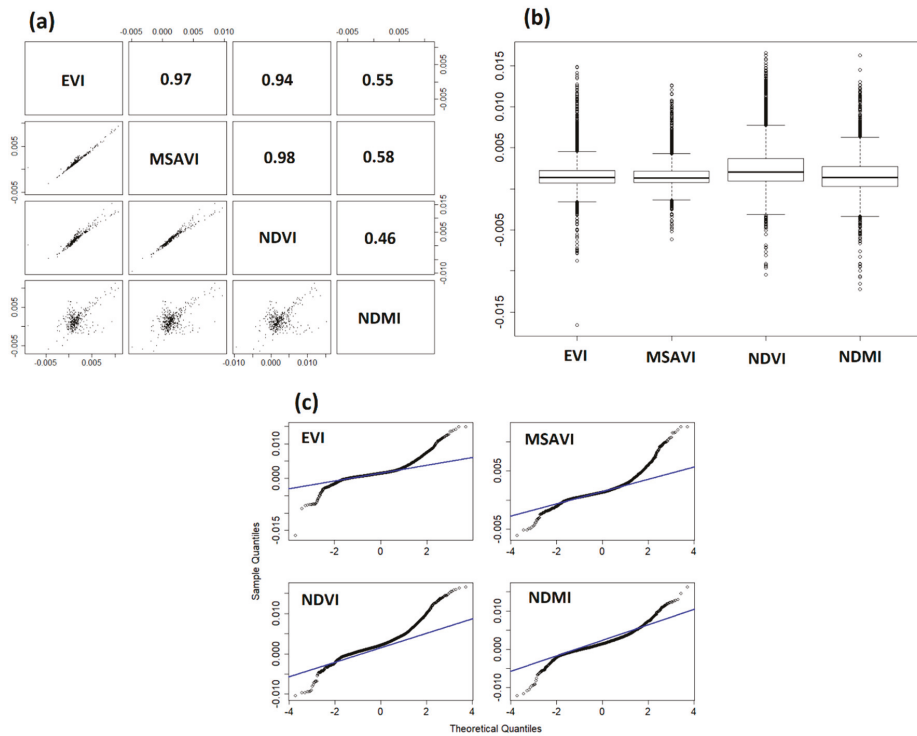 (a)
-0.005 0.000 0.005 0.010
-0.005 0.005
EVI 0.97 0.94 0.55
-0.005 0.005
-0.005 0.005
MSAVI 0.98 0.58
NDVI 0.46
-0.010 0.005 0.015
-0.005 0.005
NDMI
-0.005 0.005
-0.010 0.000 0.010
(b)
0.015
0.005
-0.005
-0.015
EVI MSAVI NDVI NDMI
(c)
Sample Quantiles
EVI
0.010
0.000
-0.015
-2 0 2
MSAVI
0.005
-0.005
-4 -2 0 2 4
NDVI
0.010
0.000
-0.010
-4 -2 0 2 4
NDMI
0.010
0.000
-0.010
-4 -2 0 2 4
Theoretical Quantiles